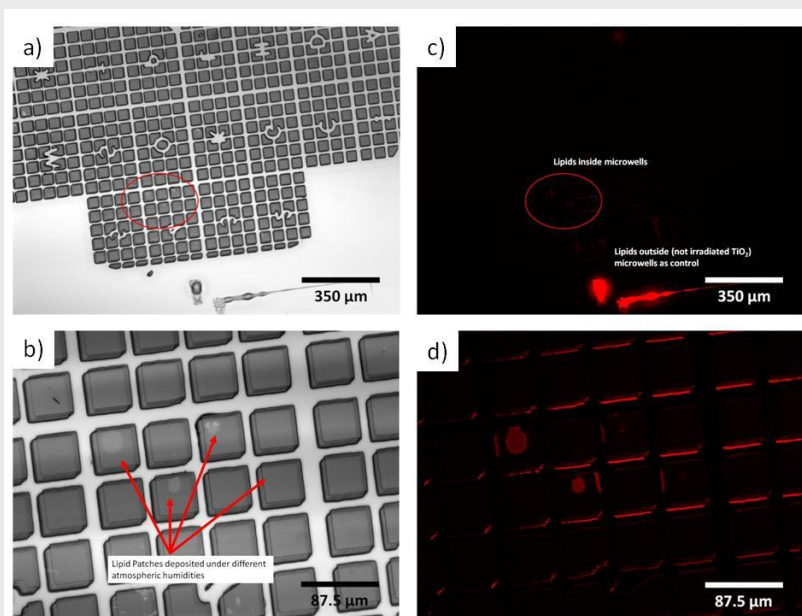 a)
350 µm
c)
Lipids inside microwells
Lipids outside (not irradiated TiO₂)
microwells as control
350 µm
b)
Lipid Patches deposited under different
atmospheric humidities
87.5 µm
d)
87.5 µm